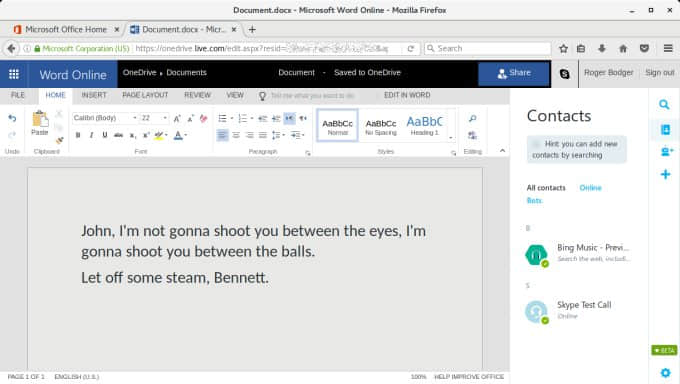 Document.docx - Microsoft Word Online - Mozilla Firefox
Microsoft Office Home
Document.docx - Micr...
Microsoft Corporation (US)
https://onedrive.live.com/edit.aspx?resid=
Search
Word Online
OneDrive
Documents
Document - Saved to OneDrive
Share
Roger Bodger
Sign out
FILE
HOME
INSERT
PAGE LAYOUT
REVIEW
VIEW
Tell me what you want to do
EDIT IN WORD
Paste
Calibri (Body)
22
B I U abc x₂ x²
AaBbCc
Normal
AaBbCc
No Spacing
AaBbC
Heading 1
Undo
Clipboard
Font
Paragraph
Styles
Editing
John, I'm not gonna shoot you between the eyes, I'm
gonna shoot you between the balls.
Let off some steam, Bennett.
PAGE 1 OF 1
ENGLISH (U.S.)
100%
HELP IMPROVE OFFICE
Contacts
Hint: you can add new
contacts by searching
All contacts
Online
Bots
B
Bing Music - Previ...
Search the web, includi...
S
Skype Test Call
Online
BETA